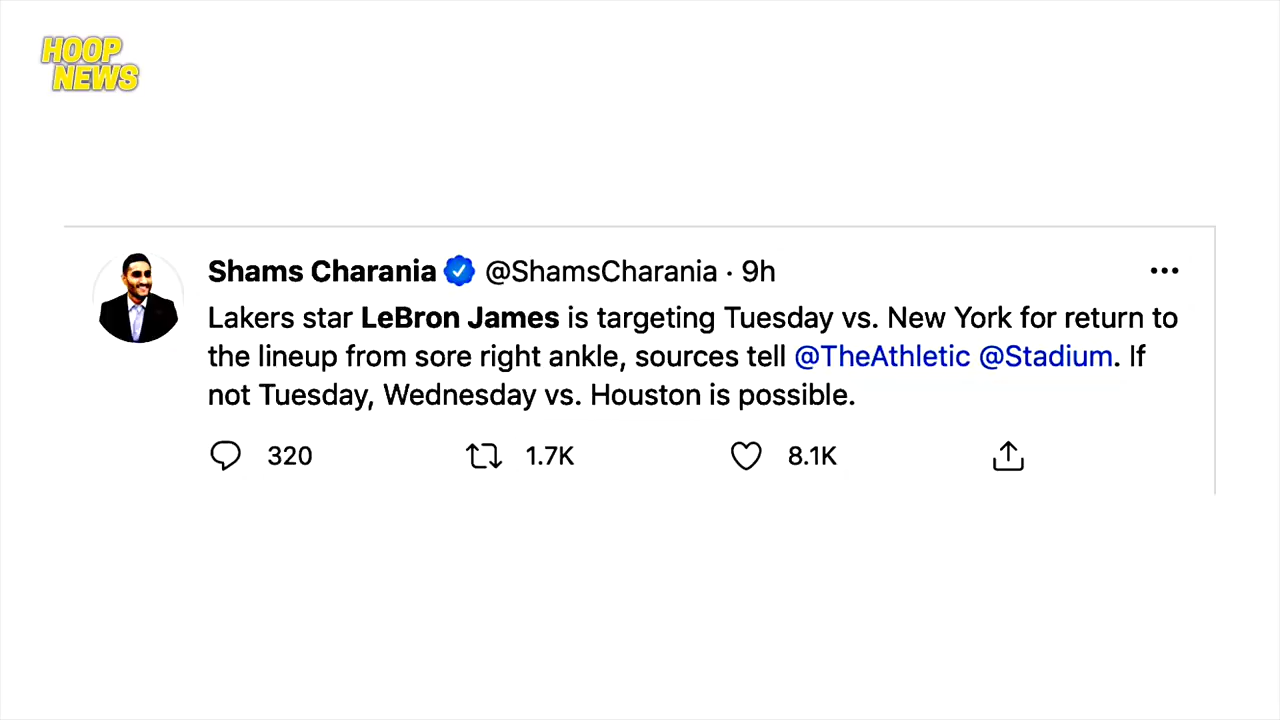 HOOP
NEWS
Shams Charania @ShamsCharania · 9h
Lakers star LeBron James is targeting Tuesday vs. New York for return to
the lineup from sore right ankle, sources tell @TheAthletic @Stadium. If
not Tuesday, Wednesday vs. Houston is possible.
320 1.7K 8.1K